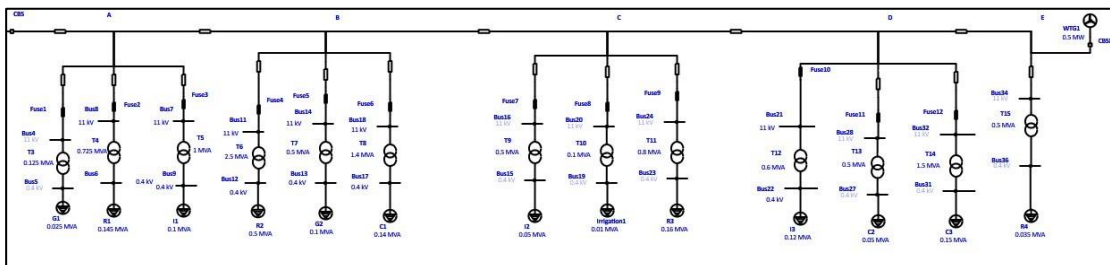 CB5 A B C D E
WTG1
0.5 MW
CB58
Fuse1
Bus4
11 kV
T3
0.125 MVA
Bus5
0.4 kV
G1
0.025 MVA
Bus8
11 kV
Fuse2
T4
0.725 MVA
Bus6
R1
0.145 MVA
Fuse3
Bus7
11 kV
T5
1 MVA
0.4 kV
Bus9
0.4 kV
I1
0.1 MVA
Fuse4
Bus11
11 kV
T6
2.5 MVA
Bus12
0.4 kV
R2
0.5 MVA
Fuse5
Bus14
11 kV
T7
0.5 MVA
Bus13
0.4 kV
G2
0.1 MVA
Fuse6
Bus18
11 kV
T8
1.4 MVA
Bus17
0.4 kV
C1
0.14 MVA
Fuse7
Bus16
11 kV
T9
0.5 MVA
Bus15
0.4 kV
I2
0.05 MVA
Fuse8
Bus20
11 kV
T10
0.1 MVA
Bus19
0.4 kV
Irrigation1
0.01 MVA
Fuse9
Bus24
11 kV
T11
0.8 MVA
Bus23
0.4 kV
R3
0.16 MVA
Fuse10
Bus21
11 kV
T12
0.6 MVA
Bus22
0.4 kV
I3
0.12 MVA
Fuse11
Bus28
11 kV
T13
0.5 MVA
Bus27
0.4 kV
C2
0.05 MVA
Fuse12
Bus32
11 kV
T14
1.5 MVA
Bus31
0.4 kV
C3
0.15 MVA
Bus34
11 kV
T15
0.5 MVA
Bus36
0.4 kV
R4
0.035 MVA